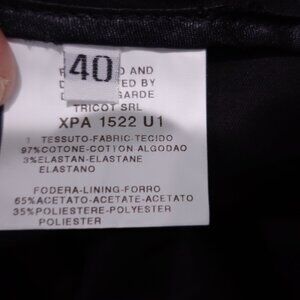 40
AND
BY
GARDE
TRICOT SRL
XPA 1522 U1
1 TESSUTO-FABRIC-TECIDO
97%COTONE-COTTON ALGODAO
3%ELASTAN-ELASTANE
ELASTANO
FODERA-LINING-FORRO
65%ACETATO-ACETATE-ACETATO
35%POLIESTERE-POLYESTER
POLIESTER